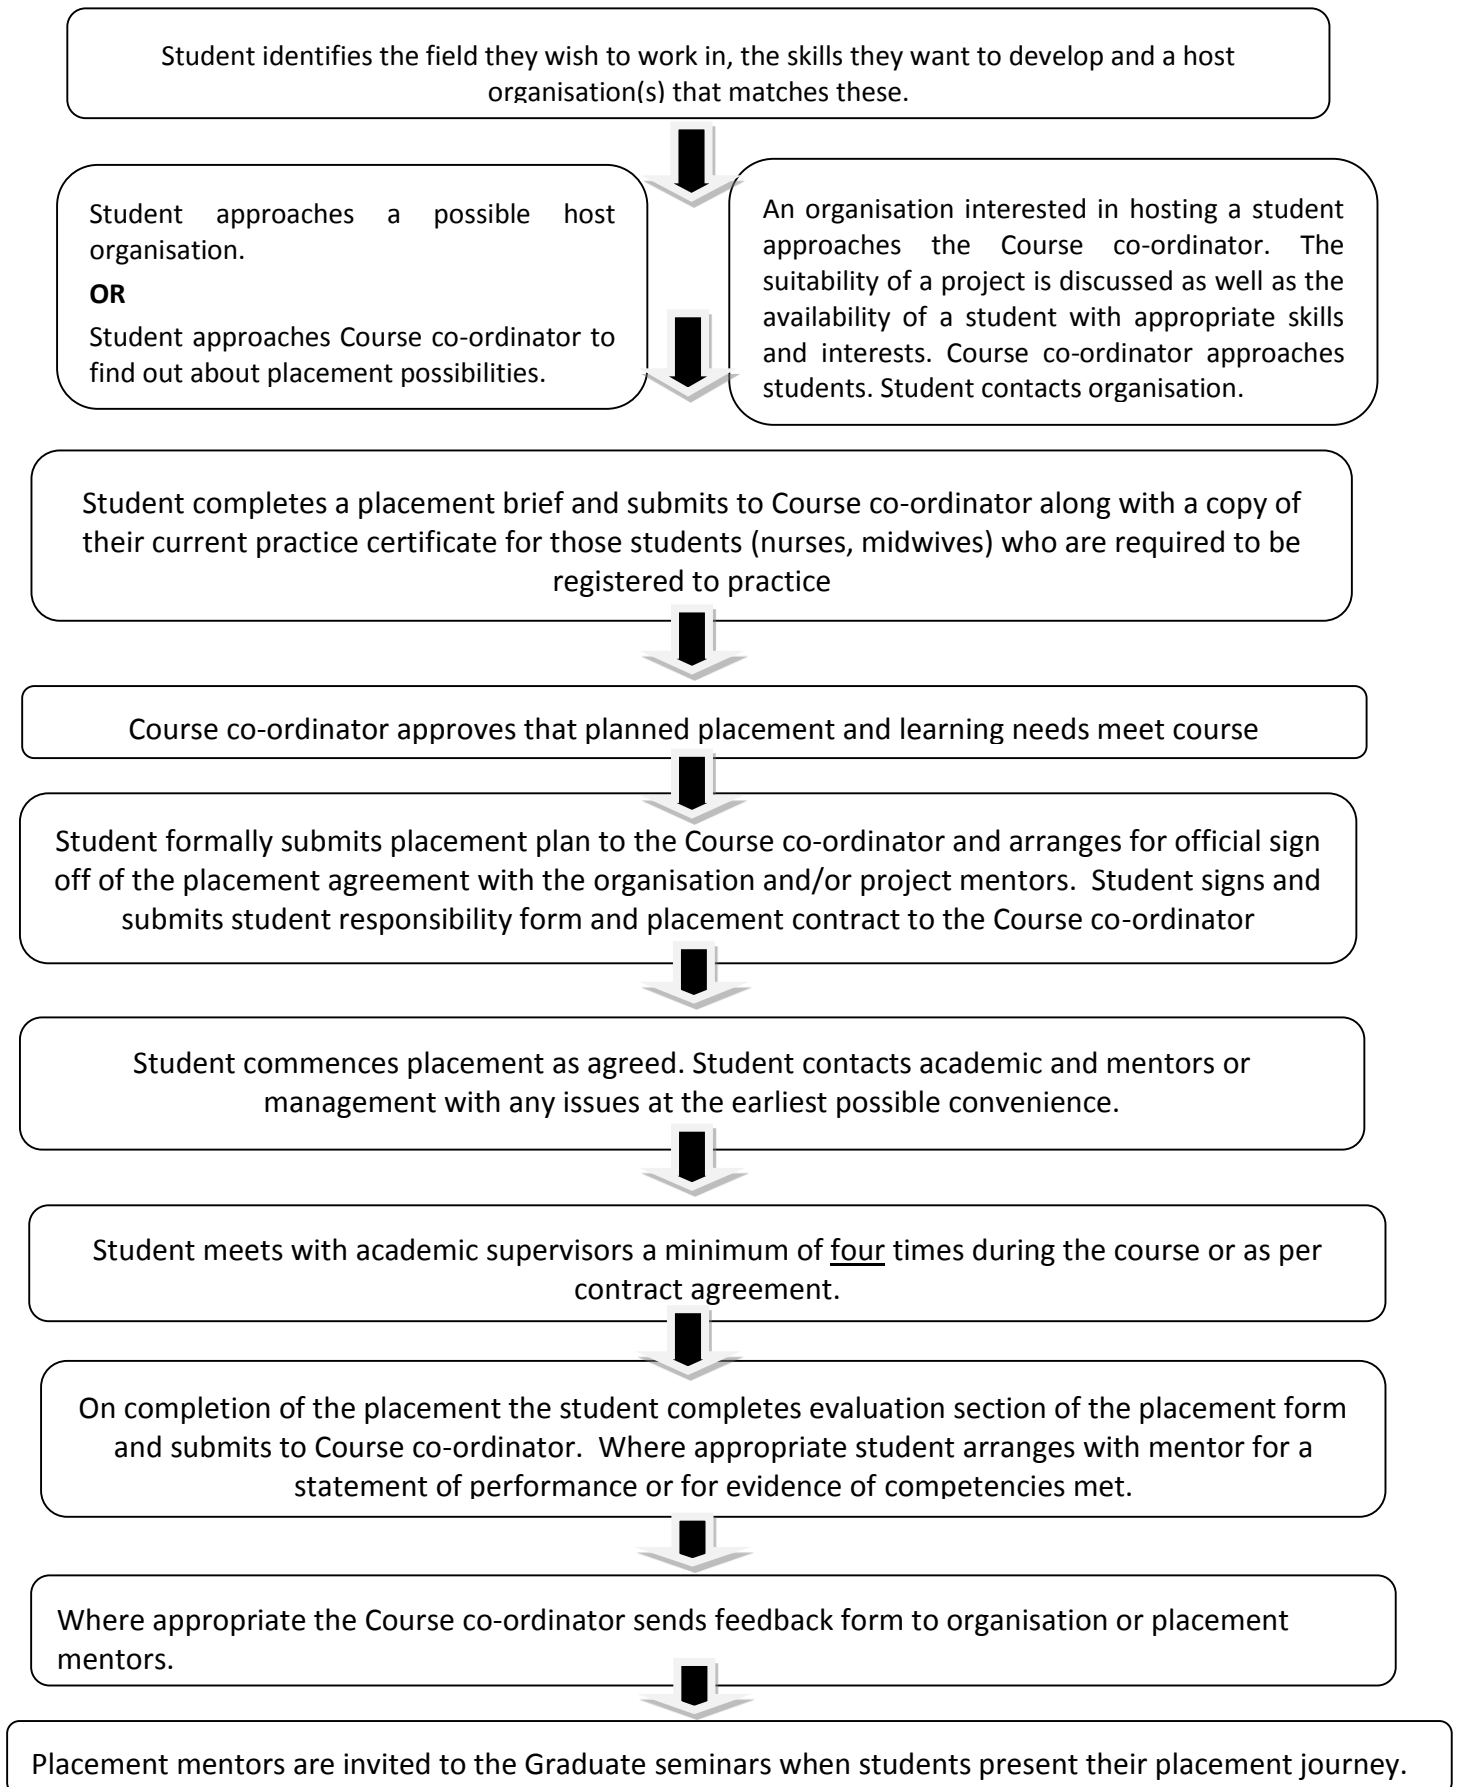 Student identifies the field they wish to work in, the skills they want to develop and a host
organisation(s) that matches these.
Student approaches a possible host
organisation.
OR
Student approaches Course co-ordinator to
find out about placement possibilities.
An organisation interested in hosting a student
approaches the Course co-ordinator. The
suitability of a project is discussed as well as the
availability of a student with appropriate skills
and interests. Course co-ordinator approaches
students. Student contacts organisation.
Student completes a placement brief and submits to Course co-ordinator along with a copy of
their current practice certificate for those students (nurses, midwives) who are required to be
registered to practice
Course co-ordinator approves that planned placement and learning needs meet course
Student formally submits placement plan to the Course co-ordinator and arranges for official sign
off of the placement agreement with the organisation and/or project mentors.  Student signs and
submits student responsibility form and placement contract to the Course co-ordinator
Student commences placement as agreed. Student contacts academic and mentors or
management with any issues at the earliest possible convenience.
Student meets with academic supervisors a minimum of four times during the course or as per
contract agreement.
On completion of the placement the student completes evaluation section of the placement form
and submits to Course co-ordinator.  Where appropriate student arranges with mentor for a
statement of performance or for evidence of competencies met.
Where appropriate the Course co-ordinator sends feedback form to organisation or placement
mentors.
Placement mentors are invited to the Graduate seminars when students present their placement journey.